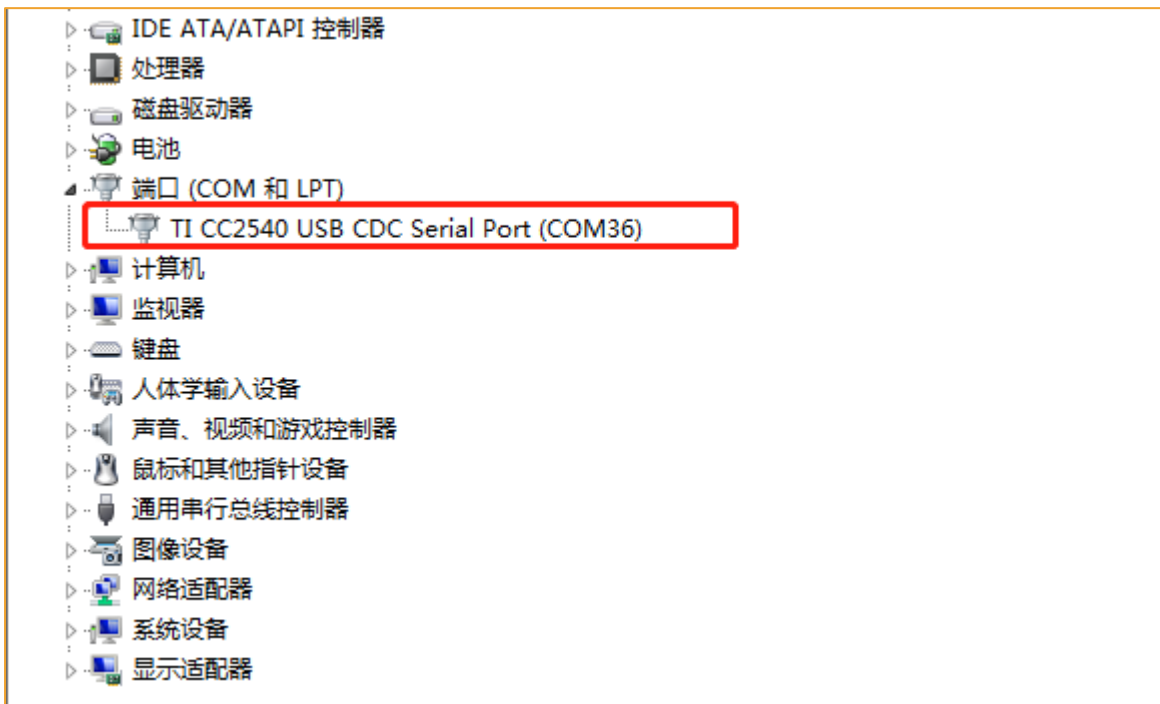 IDE ATA/ATAPI 控制器
处理器
磁盘驱动器
电池
端口 (COM 和 LPT)
TI CC2540 USB CDC Serial Port (COM36)
计算机
监视器
键盘
人体学输入设备
声音、视频和游戏控制器
鼠标和其他指针设备
通用串行总线控制器
图像设备
网络适配器
系统设备
显示适配器